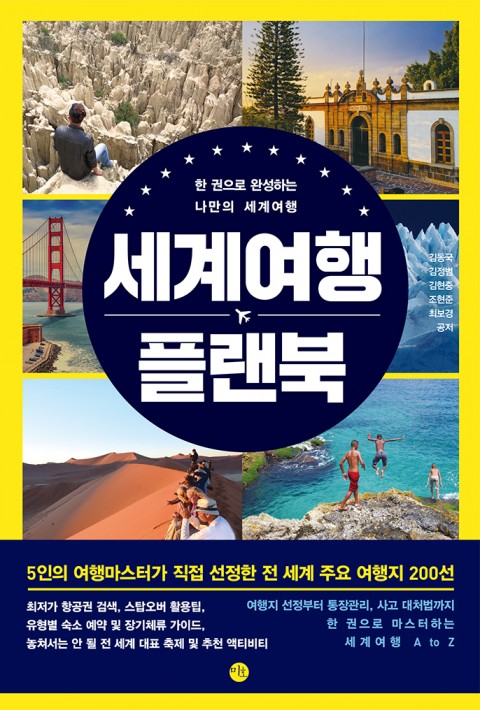 한 권으로 완성하는
나만의 세계여행
세계여행
플랜북
김동국
김정범
김현중
조현준
최보경
공저
5인의 여행마스터가 직접 선정한 전 세계 주요 여행지 200선
최저가 항공권 검색, 스탑오버 활용팁,
유형별 숙소 예약 및 장기체류 가이드,
놓쳐서는 안 될 전 세계 대표 축제 및 추천 액티비티
여행지 선정부터 통장관리, 사고 대처법까지
한 권으로 마스터하는
세계여행 A to Z
미호